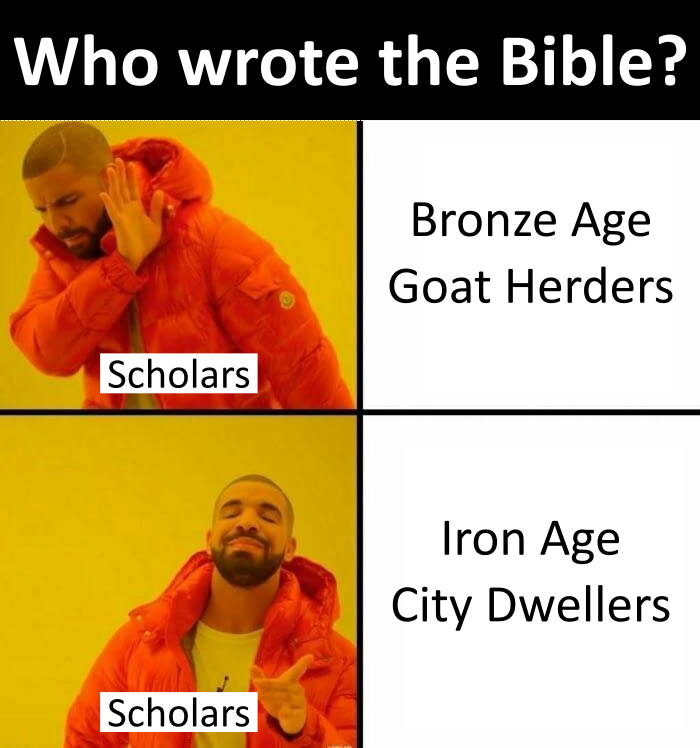 Who wrote the Bible?
Bronze Age
Goat Herders
Scholars
Iron Age
City Dwellers
Scholars